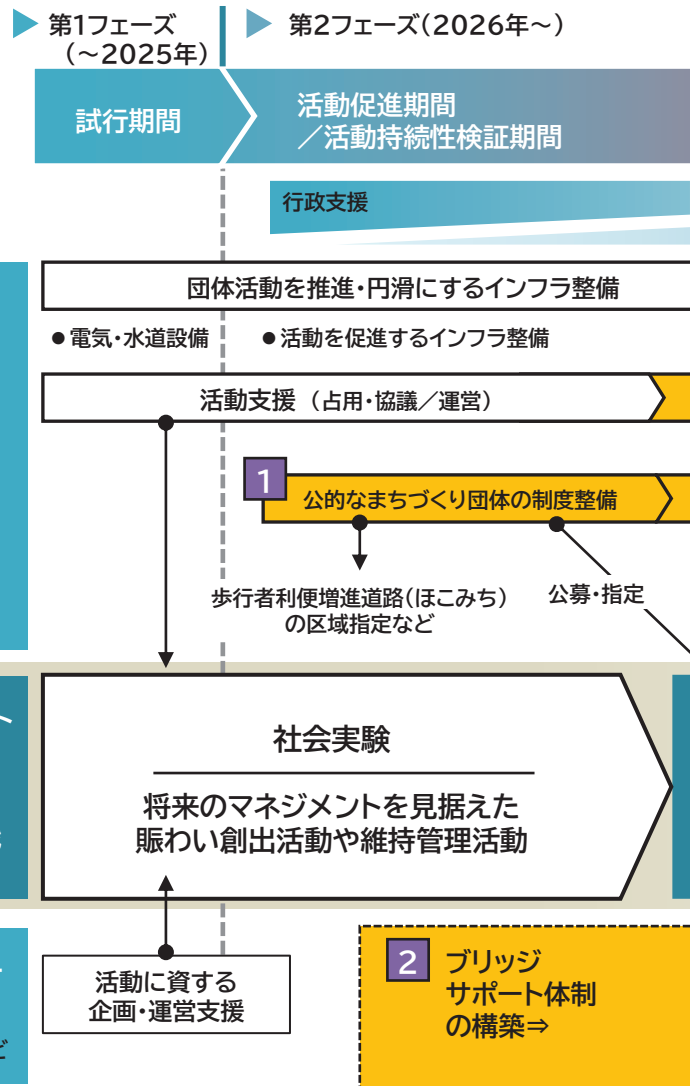 第1フェーズ
(~2025年)
第2フェーズ(2026年~)
試行期間
活動促進期間
/活動持続性検証期間
行政支援
団体活動を推進・円滑にするインフラ整備
●電気・水道設備
●活動を促進するインフラ整備
活動支援 (占用・協議/運営)
1
公的なまちづくり団体の制度整備
歩行者利便増進道路(ほこみち)
の区域指定など
公募・指定
社会実験
将来のマネジメントを見据えた
賑わい創出活動や維持管理活動
活動に資する
企画・運営支援
2
ブリッジ
サポート体制
の構築⇒